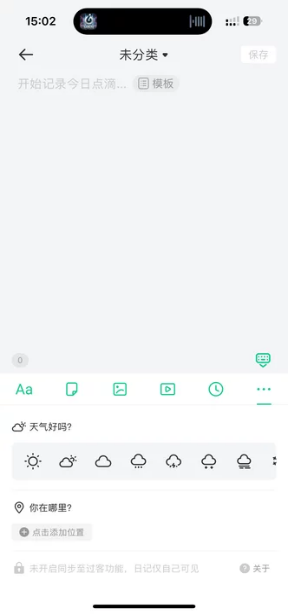 15:02
29
未分类
保存
开始记录今日点滴...
模板
0
Aa
天气好吗?
你在哪里?
点击添加位置
未开启同步至过客功能，日记仅自己可见
? 关于